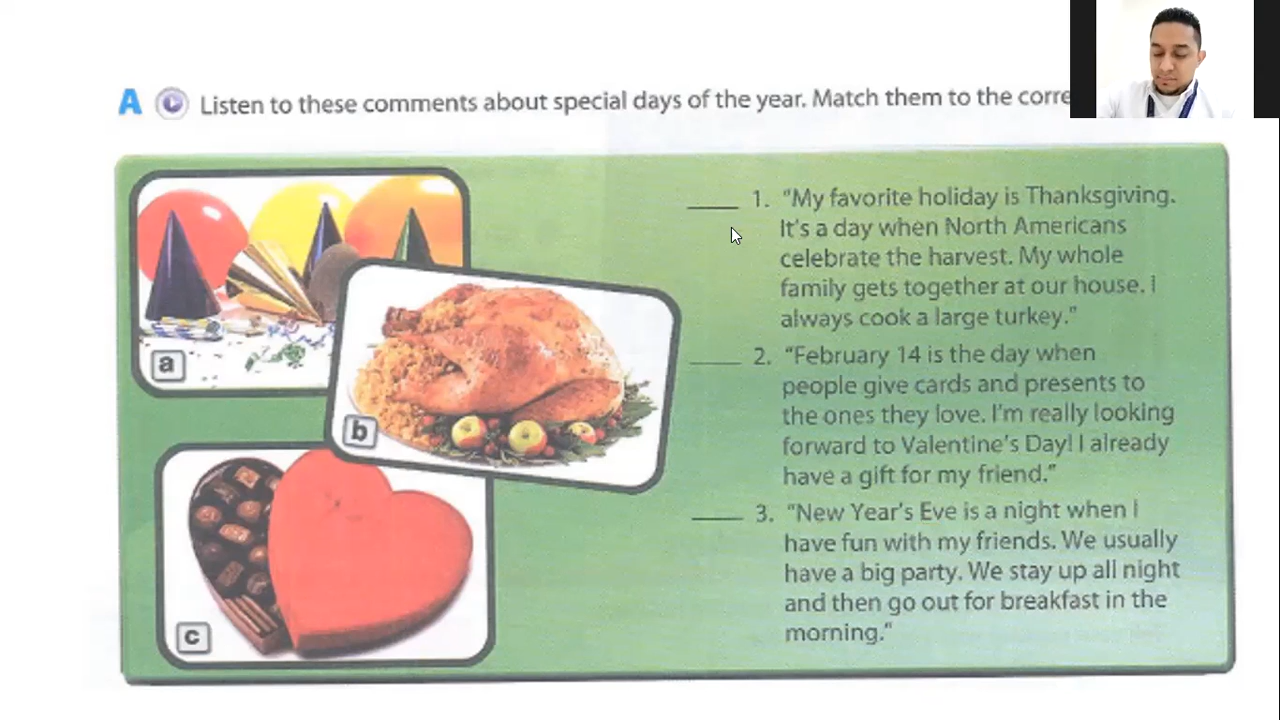 A Listen to these comments about special days of the year. Match them to the
a
b
c
1. "My favorite holiday is Thanksgiving.
It's a day when North Americans
celebrate the harvest. My whole
family gets together at our house. I
always cook a large turkey."
2. "February 14 is the day when
people give cards and presents to
the ones they love. I'm really looking
forward to Valentine's Day! I already
have a gift for my friend."
3. "New Year's Eve is a night when I
have fun with my friends. We usually
have a big party. We stay up all night
and then go out for breakfast in the
morning."